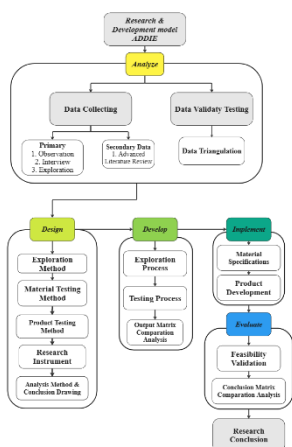 Research &
Development model
ADDIE
Analyze
Data Collecting
Data Validaty Testing
Primary
1. Observation
2. Interview
3. Exploration
Secondary Data
1. Advanced
Literature Review
Data Triangulation
Design
Develop
Implement
Exploration
Method
Material Testing
Method
Product Testing
Method
Research
Instrument
Analysis Method &
Conclusion Drawing
Exploration
Process
Testing Process
Output Matrix
Comparation
Analysis
Material
Specifications
Product
Development
Evaluate
Feasibility
Validation
Conclusion Matrix
Comparation Analysis
Research
Conclusion